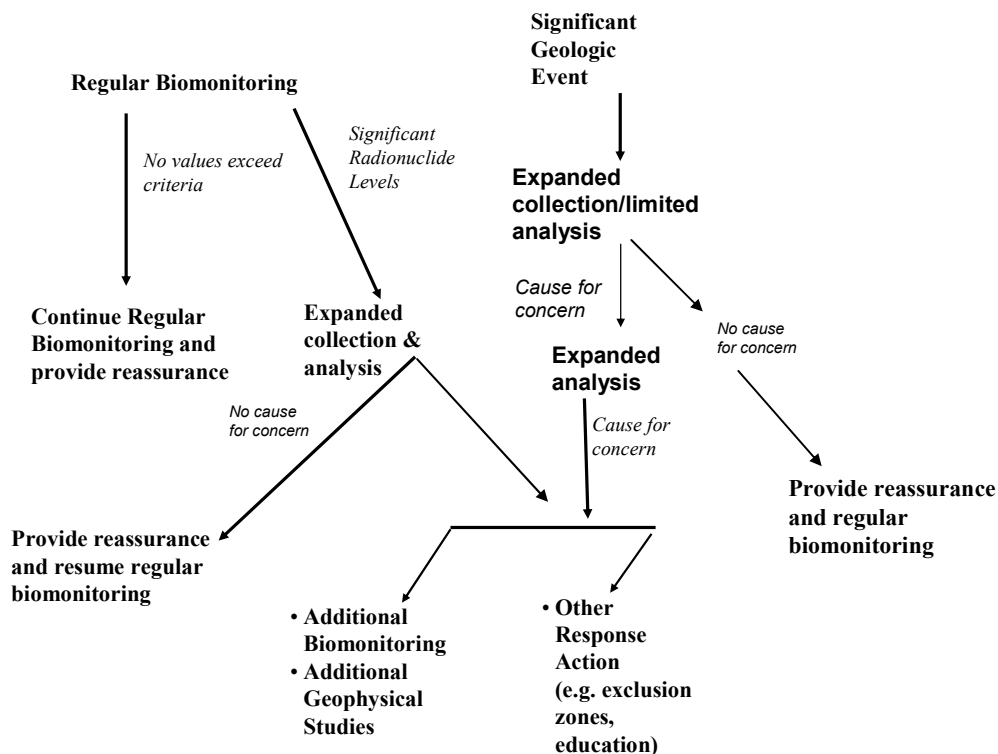 Significant
Geologic
Event
Regular Biomonitoring
Significant
Radionuclide
Levels
No values exceed
criteria
Expanded
collection/limited
analysis
Cause for
concern
No cause
for concern
Continue Regular
Biomonitoring and
provide reassurance
Expanded
collection &
analysis
Expanded
analysis
No cause
for concern
Cause for
concern
Provide reassurance
and regular
biomonitoring
Provide reassurance
and resume regular
biomonitoring
• Additional
Biomonitoring
• Additional
Geophysical
Studies
• Other
Response
Action
(e.g. exclusion
zones,
education)